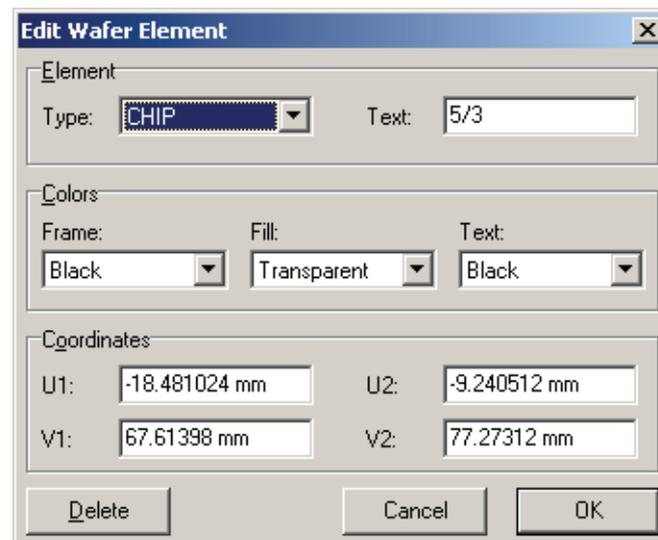 Edit Wafer Element
Element
Type: CHIP Text: 5/3
Colors
Frame: Fill: Text:
Black Transparent Black
Coordinates
U1: -18.481024 mm U2: -9.240512 mm
V1: 67.61398 mm V2: 77.27312 mm
Delete Cancel OK